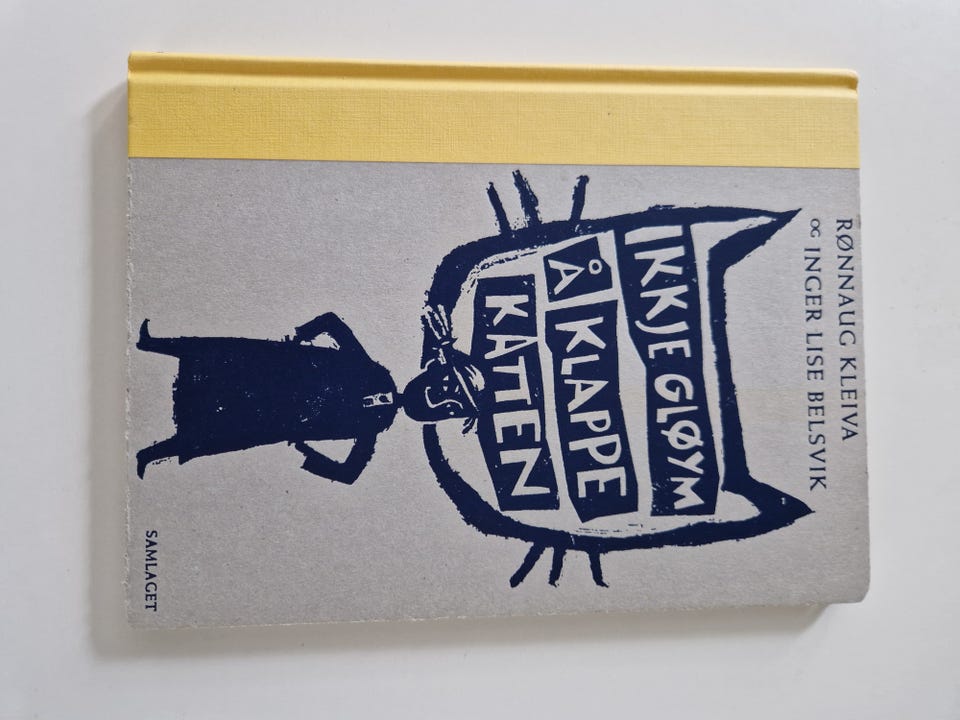 RØNNAUG KLEIVA
OG INGER LISE BELSVIK
IKKJE GLØYM
Å KLAPPE
KATTEN
SAMLAGET